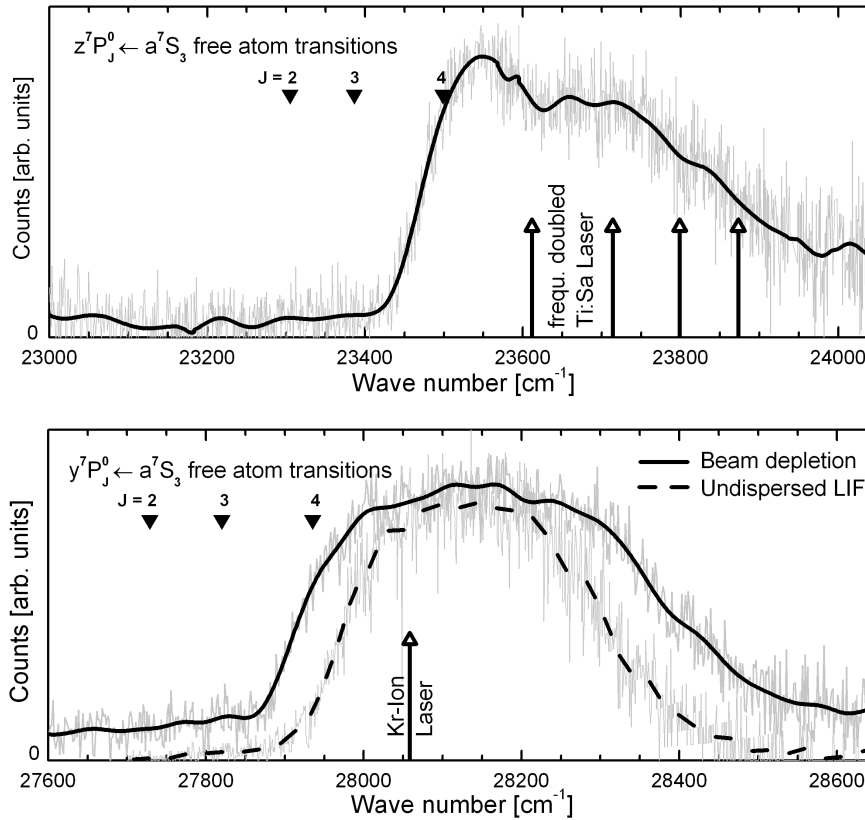 z⁷P⁰J ← a⁷S₃ free atom transitions
J = 2 3 4
Counts [arb. units]
0
frequ. doubled
Ti:Sa Laser
23000 23200 23400 23600 23800 24000
Wave number [cm⁻¹]
y⁷P⁰J ← a⁷S₃ free atom transitions
J = 2 3 4
Beam depletion
Undispersed LIF
Counts [arb. units]
0
Kr-Ion
Laser
27600 27800 28000 28200 28400 28600
Wave number [cm⁻¹]